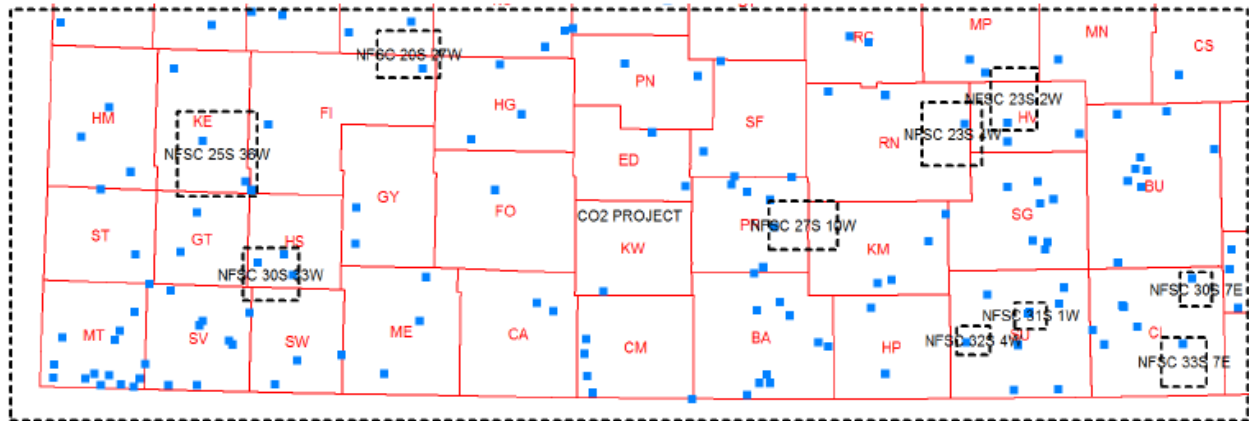 MP
MN
RC
CS
NFSC 20S 27W
PN
NFSC 23S 2W
HM
KE
FI
HG
SF
HV
NFSC 23S 4W
RN
NFSC 25S 36W
ED
BU
GY
FO
CO2 PROJECT
SG
ST
GT
HS
KW
PR
NFSC 27S 10W
KM
NFSC 30S 33W
NFSC 30S 7E
NFSC 31S 1W
MT
SV
SW
ME
CA
CM
BA
HP
NFSC 32S 4W
SU
CL
NFSC 33S 7E